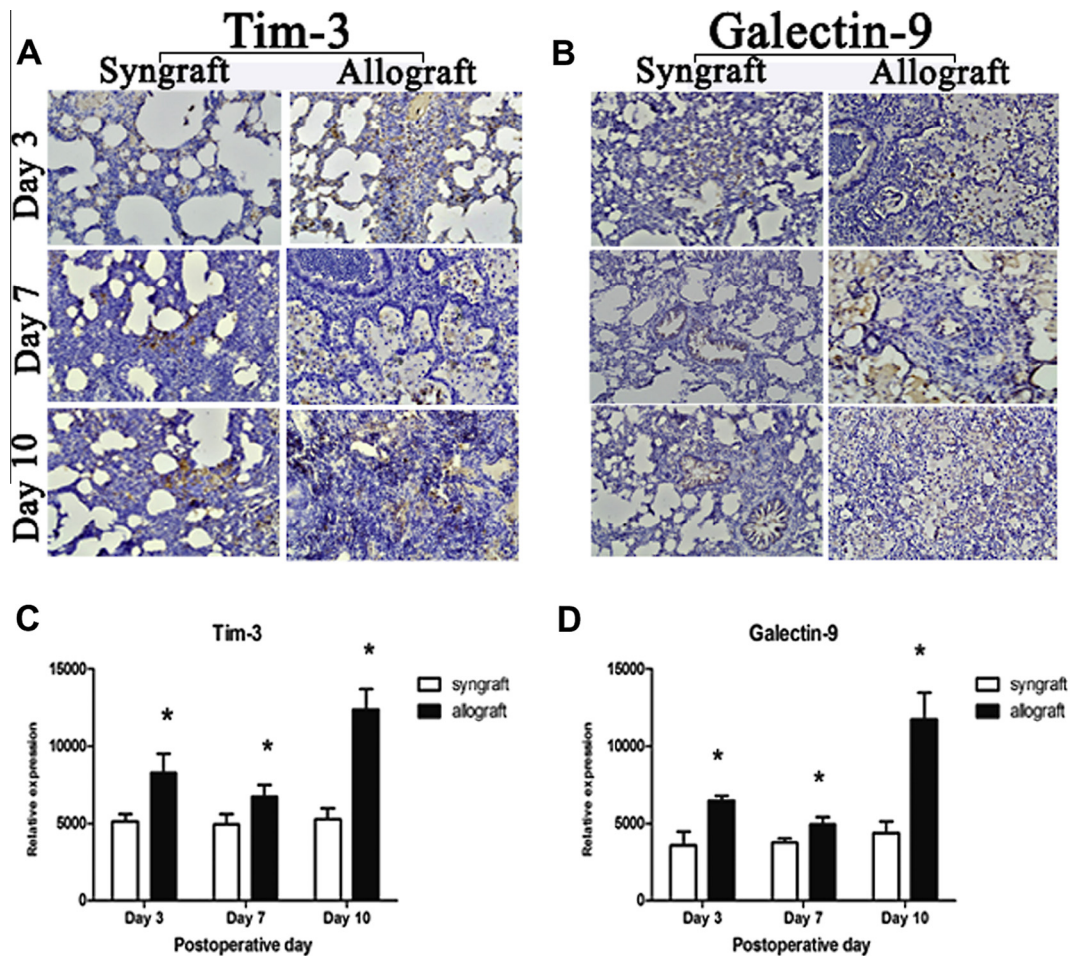 A
Tim-3
Syngraft
Allograft
Day 3
Day 7
Day 10
B
Galectin-9
Syngraft
Allograft
C
Tim-3
Relative expression
15000
10000
5000
0
*
*
*
syngraft
allograft
Day 3
Day 7
Day 10
Postoperative day
D
Galectin-9
Relative expression
15000
10000
5000
0
*
*
*
syngraft
allograft
Day 3
Day 7
Day 10
Postoperative day